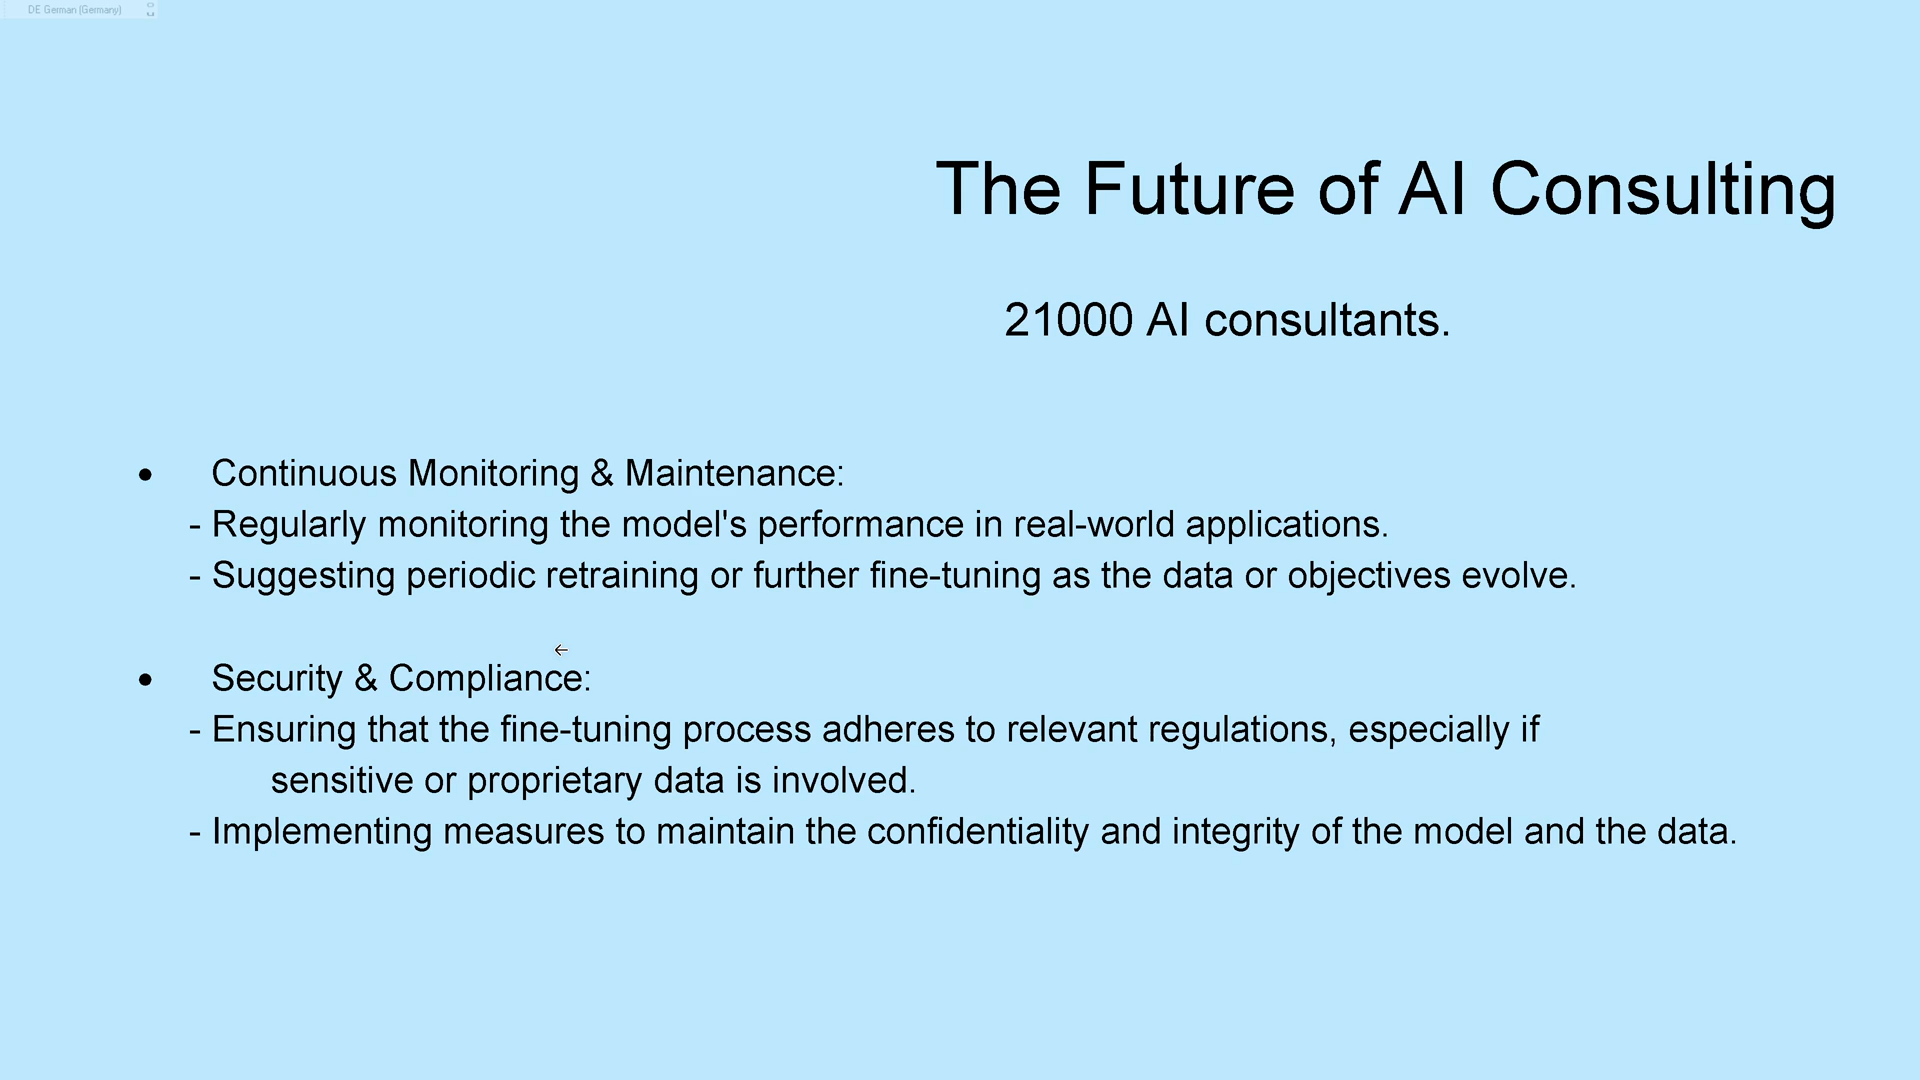 DE German (Germany)
The Future of AI Consulting
21000 AI consultants.
• Continuous Monitoring & Maintenance:
- Regularly monitoring the model's performance in real-world applications.
- Suggesting periodic retraining or further fine-tuning as the data or objectives evolve.
• Security & Compliance:
- Ensuring that the fine-tuning process adheres to relevant regulations, especially if
sensitive or proprietary data is involved.
- Implementing measures to maintain the confidentiality and integrity of the model and the data.